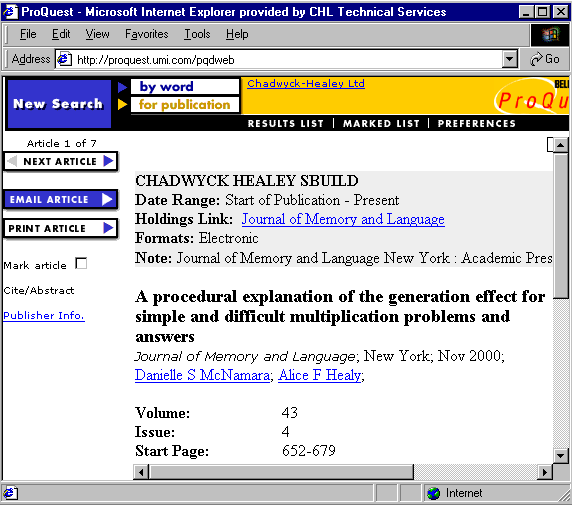 ProQuest - Microsoft Internet Explorer provided by CHL Technical Services
File Edit View Favorites Tools Help
Address http://proquest.umi.com/pqdweb Go
New Search
by word
for publication
Chadwyck-Healey Ltd
BELL
ProQu
RESULTS LIST | MARKED LIST | PREFERENCES
Article 1 of 7
NEXT ARTICLE
EMAIL ARTICLE
PRINT ARTICLE
Mark article
Cite/Abstract
Publisher Info.
CHADWYCK HEALEY SBUILD
Date Range: Start of Publication - Present
Holdings Link: Journal of Memory and Language
Formats: Electronic
Note: Journal of Memory and Language New York : Academic Pres
A procedural explanation of the generation effect for
simple and difficult multiplication problems and
answers
Journal of Memory and Language; New York; Nov 2000;
Danielle S McNamara; Alice F Healy;
Volume: 43
Issue: 4
Start Page: 652-679
Internet